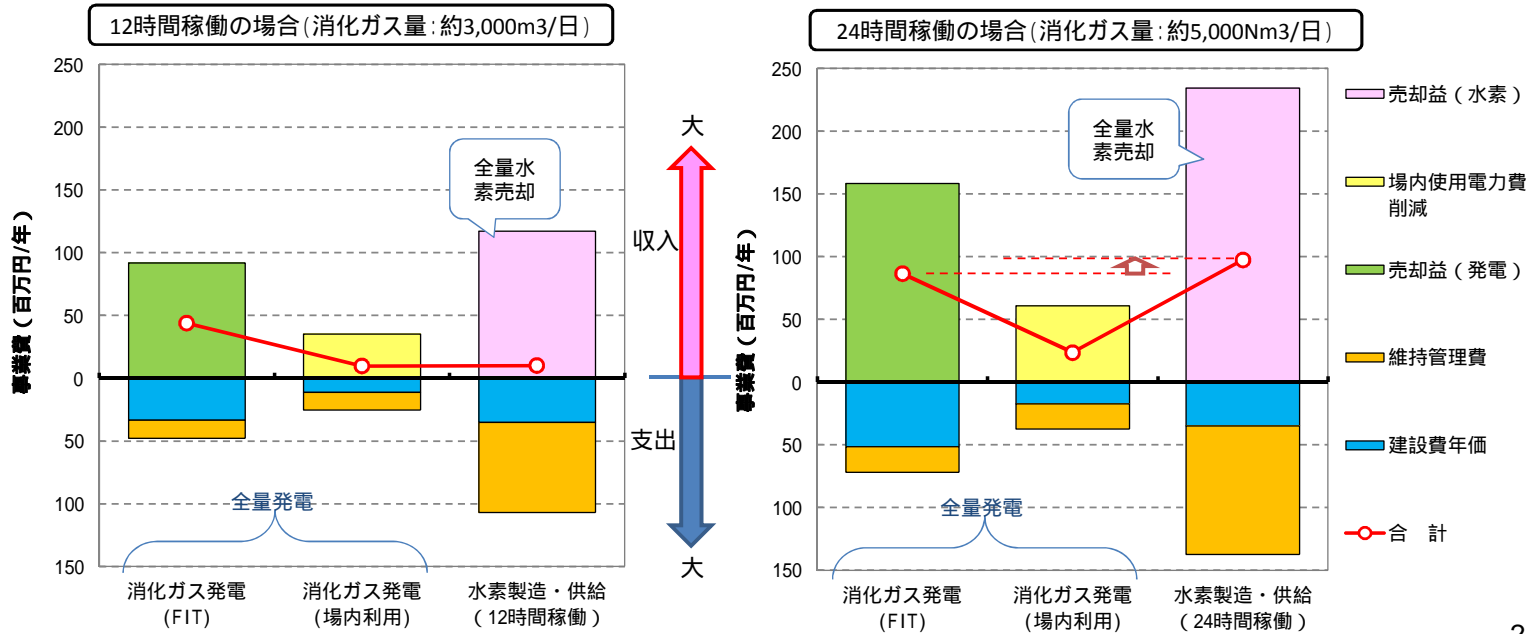 12時間稼働の場合(消化ガス量:約3,000m3/日)
事業費(百万円/年)
250
200
150
100
50
0
50
100
150
全量水
素売却
全量発電
消化ガス発電
(FIT)
消化ガス発電
(場内利用)
水素製造・供給
(12時間稼働)
大
収入
支出
大
24時間稼働の場合(消化ガス量:約5,000Nm3/日)
事業費(百万円/年)
250
200
150
100
50
0
50
100
150
全量水
素売却
全量発電
消化ガス発電
(FIT)
消化ガス発電
(場内利用)
水素製造・供給
(24時間稼働)
売却益(水素)
場内使用電力費
削減
売却益(発電)
維持管理費
建設費年価
合 計